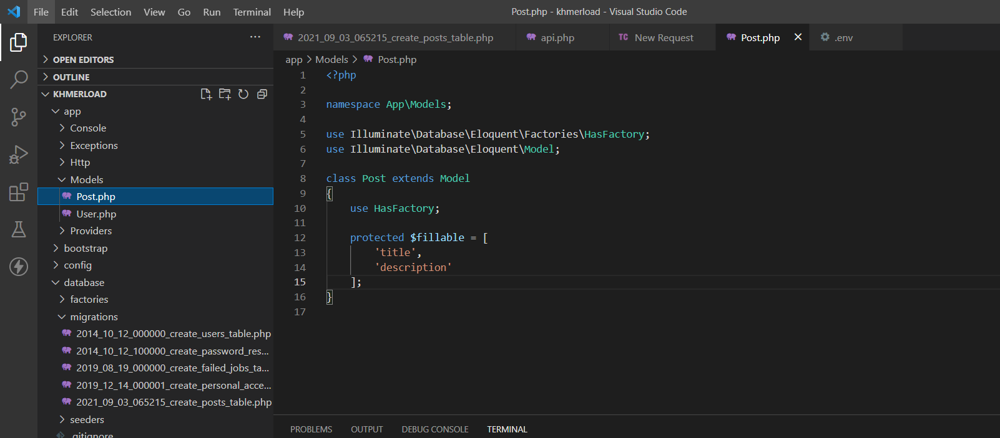 File Edit Selection View Go Run Terminal Help
Post.php - khmerload - Visual Studio Code
EXPLORER ...
OPEN EDITORS
OUTLINE
KHMERLOAD
app
Console
Exceptions
Http
Models
Post.php
User.php
Providers
bootstrap
config
database
factories
migrations
2014_10_12_000000_create_users_table.php
2014_10_12_100000_create_password_res...
2019_08_19_000000_create_failed_jobs_ta...
2019_12_14_000001_create_personal_acce...
2021_09_03_065215_create_posts_table.php
seeders
.gitignore
2021_09_03_065215_create_posts_table.php api.php TC New Request Post.php .env
app > Models > Post.php
1 <?php
2
3 namespace App\Models;
4
5 use Illuminate\Database\Eloquent\Factories\HasFactory;
6 use Illuminate\Database\Eloquent\Model;
7
8 class Post extends Model
9 {
10 use HasFactory;
11
12 protected $fillable = [
13 'title',
14 'description'
15 ];
16 }
17
PROBLEMS OUTPUT DEBUG CONSOLE TERMINAL